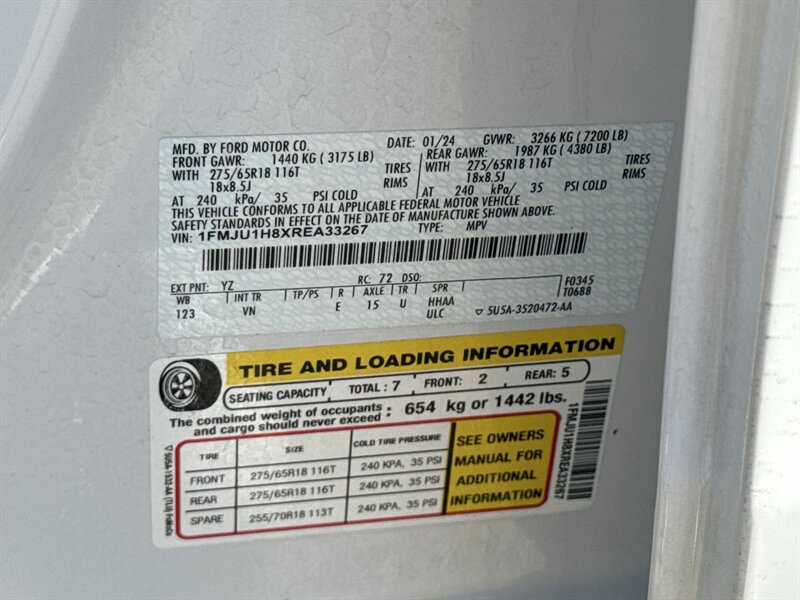 MFD. BY FORD MOTOR CO. DATE: 01/24 GVWR: 3266 KG ( 7200 LB)
FRONT GAWR: 1440 KG ( 3175 LB) REAR GAWR: 1987 KG ( 4380 LB)
WITH 275/65R18 116T TIRES WITH 275/65R18 116T TIRES
18x8.5J RIMS 18x8.5J RIMS
AT 240 kPa/ 35 PSI COLD AT 240 kPa/ 35 PSI COLD
THIS VEHICLE CONFORMS TO ALL APPLICABLE FEDERAL MOTOR VEHICLE
SAFETY STANDARDS IN EFFECT ON THE DATE OF MANUFACTURE SHOWN ABOVE.
VIN: 1FMJU1H8XREA33267 TYPE: MPV
EXT PNT: YZ RC: 72 DSO: F0345
WB INT TR TP/PS R AXLE TR SPR T0688
123 VN E 15 U HHAA
ULC ▽ 5U5A-3520472-AA
TIRE AND LOADING INFORMATION
SEATING CAPACITY TOTAL : 7 FRONT: 2 REAR: 5
The combined weight of occupants and cargo should never exceed : 654 kg or 1442 lbs.
TIRE SIZE COLD TIRE PRESSURE
FRONT 275/65R18 116T 240 KPA, 35 PSI
REAR 275/65R18 116T 240 KPA, 35 PSI
SPARE 255/70R18 113T 240 KPA, 35 PSI
SEE OWNERS
MANUAL FOR
ADDITIONAL
INFORMATION
1FMJU1H8XREA33267